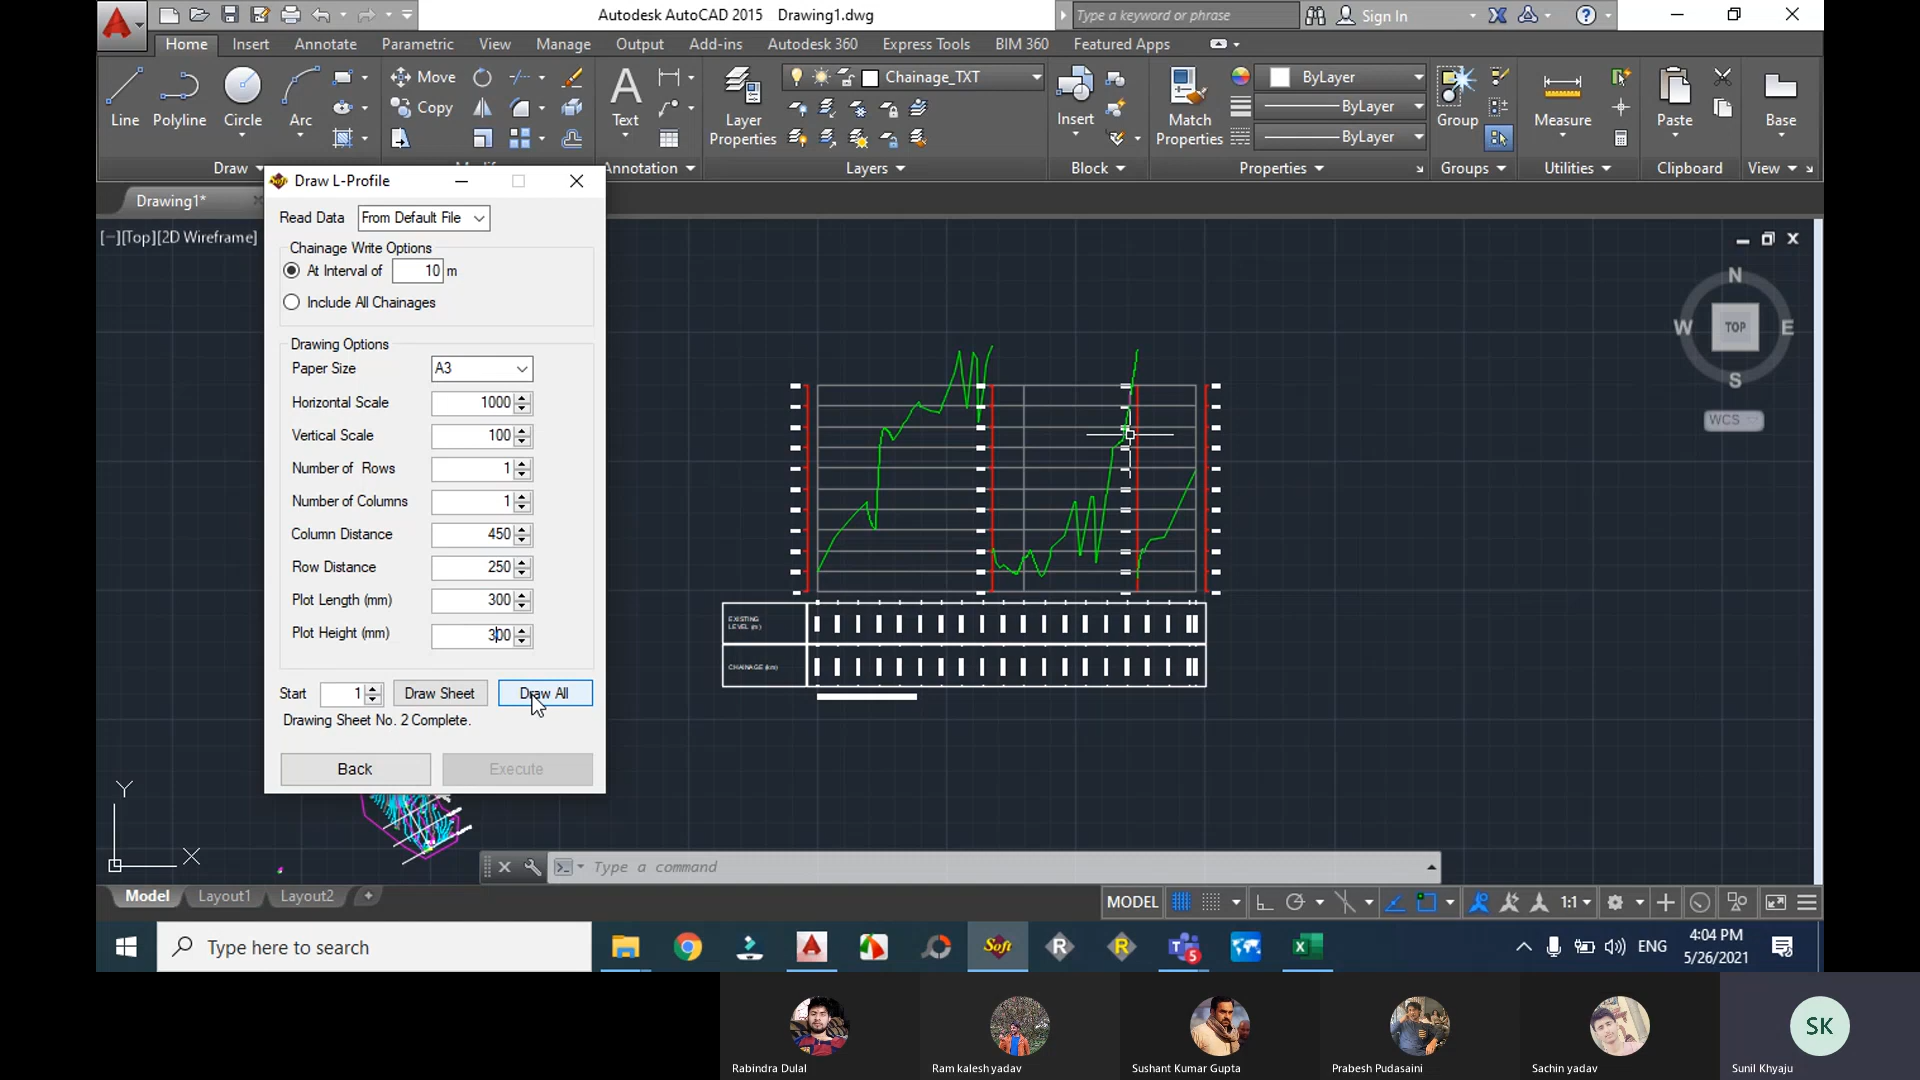 Autodesk AutoCAD 2015 Drawing1.dwg
Type a keyword or phrase
Sign In
Home Insert Annotate Parametric View Manage Output Add-ins Autodesk 360 Express Tools BIM 360 Featured Apps
Line Polyline Circle Arc
Move
Copy
Text
Layer Properties
Chainage_TXT
Insert
Match Properties
ByLayer
ByLayer
ByLayer
Group
Measure
Paste
Base
Draw
Annotation
Layers
Block
Properties
Groups
Utilities
Clipboard
View
Drawing1*
[−][Top][2D Wireframe]
Draw L-Profile
Read Data From Default File
Chainage Write Options
At Interval of 10 m
Include All Chainages
Drawing Options
Paper Size A3
Horizontal Scale 1000
Vertical Scale 100
Number of Rows 1
Number of Columns 1
Column Distance 450
Row Distance 250
Plot Length (mm) 300
Plot Height (mm) 300
Start 1 Draw Sheet Draw All
Drawing Sheet No. 2 Complete.
Back Execute
EXISTING
LEVEL (m)
CHAINAGE (km)
N
W TOP E
S
WCS
Y
X
Type a command
Model Layout1 Layout2
MODEL
1:1
Type here to search
Soft
5
ENG
4:04 PM
5/26/2021
SK
Rabindra Dulal
Ram kalesh yadav
Sushant Kumar Gupta
Prabesh Pudasaini
Sachin yadav
Sunil Khyaju